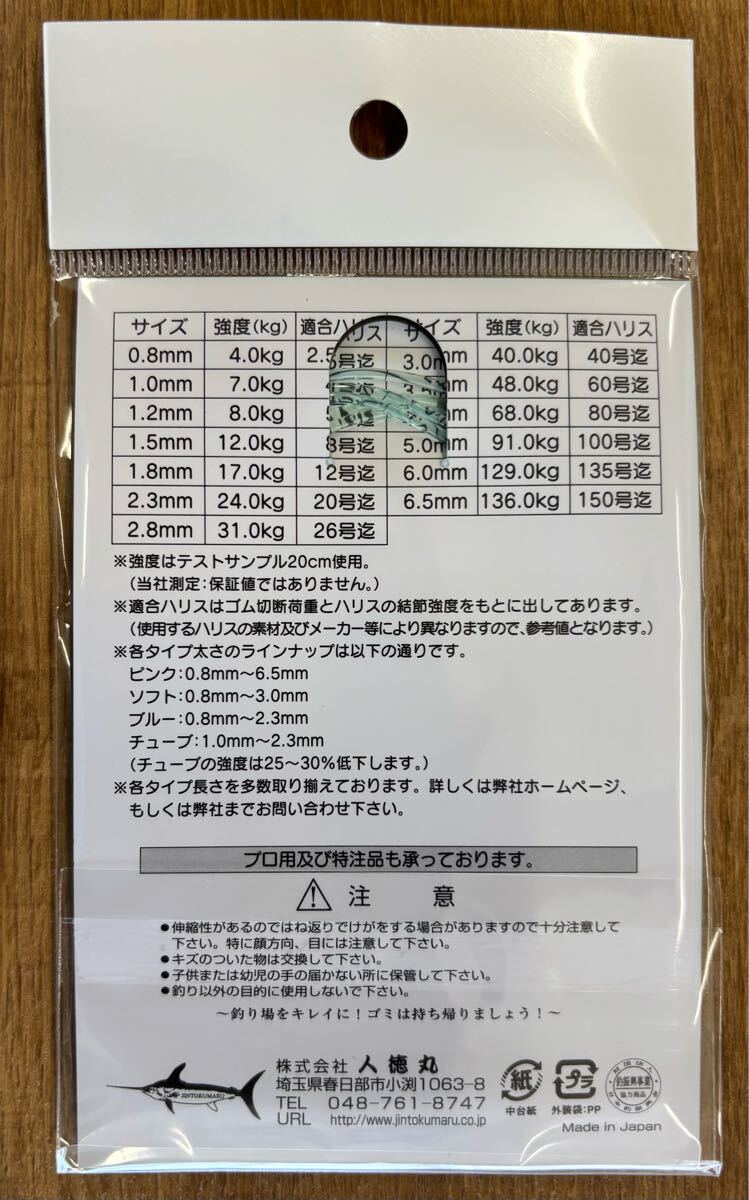 サイズ 強度(kg) 適合ハリス サイズ 強度(kg) 適合ハリス
0.8mm 4.0kg 3.0mm 40.0kg 40号迄
1.0mm 7.0kg 48.0kg 60号迄
1.2mm 8.0kg 68.0kg 80号迄
1.5mm 12.0kg 8号迄 5.0mm 91.0kg 100号迄
1.8mm 17.0kg 12号迄 6.0mm 129.0kg 135号迄
2.3mm 24.0kg 20号迄 6.5mm 136.0kg 150号迄
2.8mm 31.0kg 26号迄
※強度はテストサンプル20cm使用。
(当社測定:保証値ではありません。)
※適合ハリスはゴム切断荷重とハリスの結節強度をもとに出してあります。
(使用するハリスの素材及びメーカー等により異なりますので、参考値となります。)
※各タイプ太さのラインナップは以下の通りです。
ピンク:0.8mm〜6.5mm
ソフト:0.8mm〜3.0mm
ブルー:0.8mm〜2.3mm
チューブ:1.0mm〜2.3mm
(チューブの強度は25〜30%低下します。)
※各タイプ長さを多数取り揃えております。詳しくは弊社ホームページ、
もしくは弊社までお問い合わせ下さい。
プロ用及び特注品も承っております。
注 意
●伸縮性があるのではね返りでけがをする場合がありますので十分注意して
下さい。特に顔方向、目には注意して下さい。
●キズのついた物は交換して下さい。
●子供または幼児の手の届かない所に保管して下さい。
●釣り以外の目的に使用しないで下さい。
〜釣り場をキレイに!ゴミは持ち帰りましょう!〜
JINTOKUMARU
株式会社 人徳丸
埼玉県春日部市小渕1063-8
TEL 048-761-8747
URL http://www.jintokumaru.co.jp
紙
中台紙
プラ
外装袋:PP
財団法人
釣振興事業
協力商品
日本釣振興会
Made in Japan